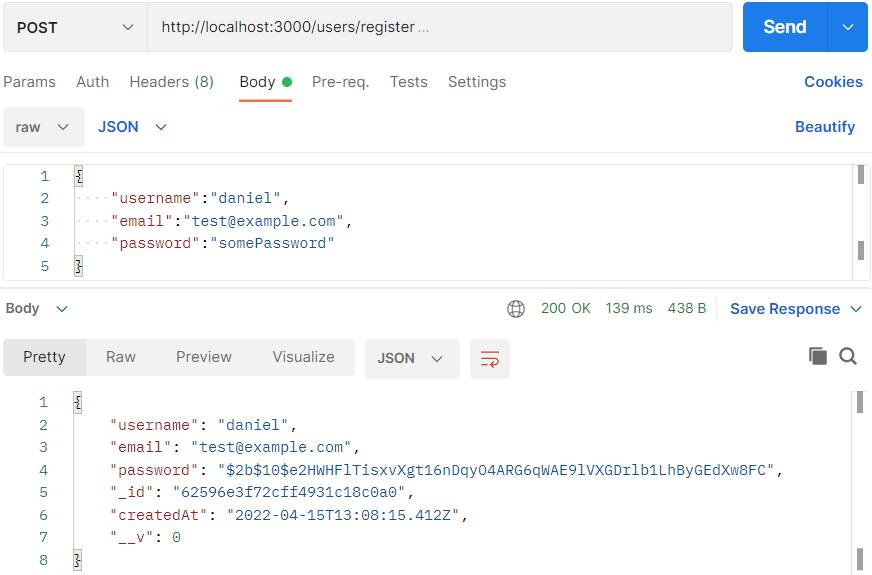 POST http://localhost:3000/users/register ... Send
Params Auth Headers (8) Body Pre-req. Tests Settings Cookies
raw JSON Beautify
1 {
2 ····"username":"daniel",
3 ····"email":"test@example.com",
4 ····"password":"somePassword"
5 }
Body 200 OK 139 ms 438 B Save Response
Pretty Raw Preview Visualize JSON
1 {
2 "username": "daniel",
3 "email": "test@example.com",
4 "password": "$2b$10$e2HWHFlTisxvXgt16nDqyO4ARG6qWAE9lVXGDrlb1LhByGEdXw8FC",
5 "_id": "62596e3f72cff4931c18c0a0",
6 "createdAt": "2022-04-15T13:08:15.412Z",
7 "__v": 0
8 }